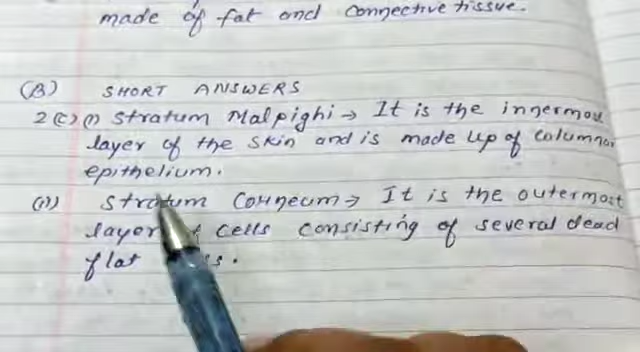 made of fat and connective tissue.
(B) SHORT ANSWERS
2 (c) (i) Stratum Malpighi → It is the innermost
layer of the skin and is made up of columnar
epithelium.
(ii) Stratum Corneum → It is the outermost
layer cells consisting of several dead
flat